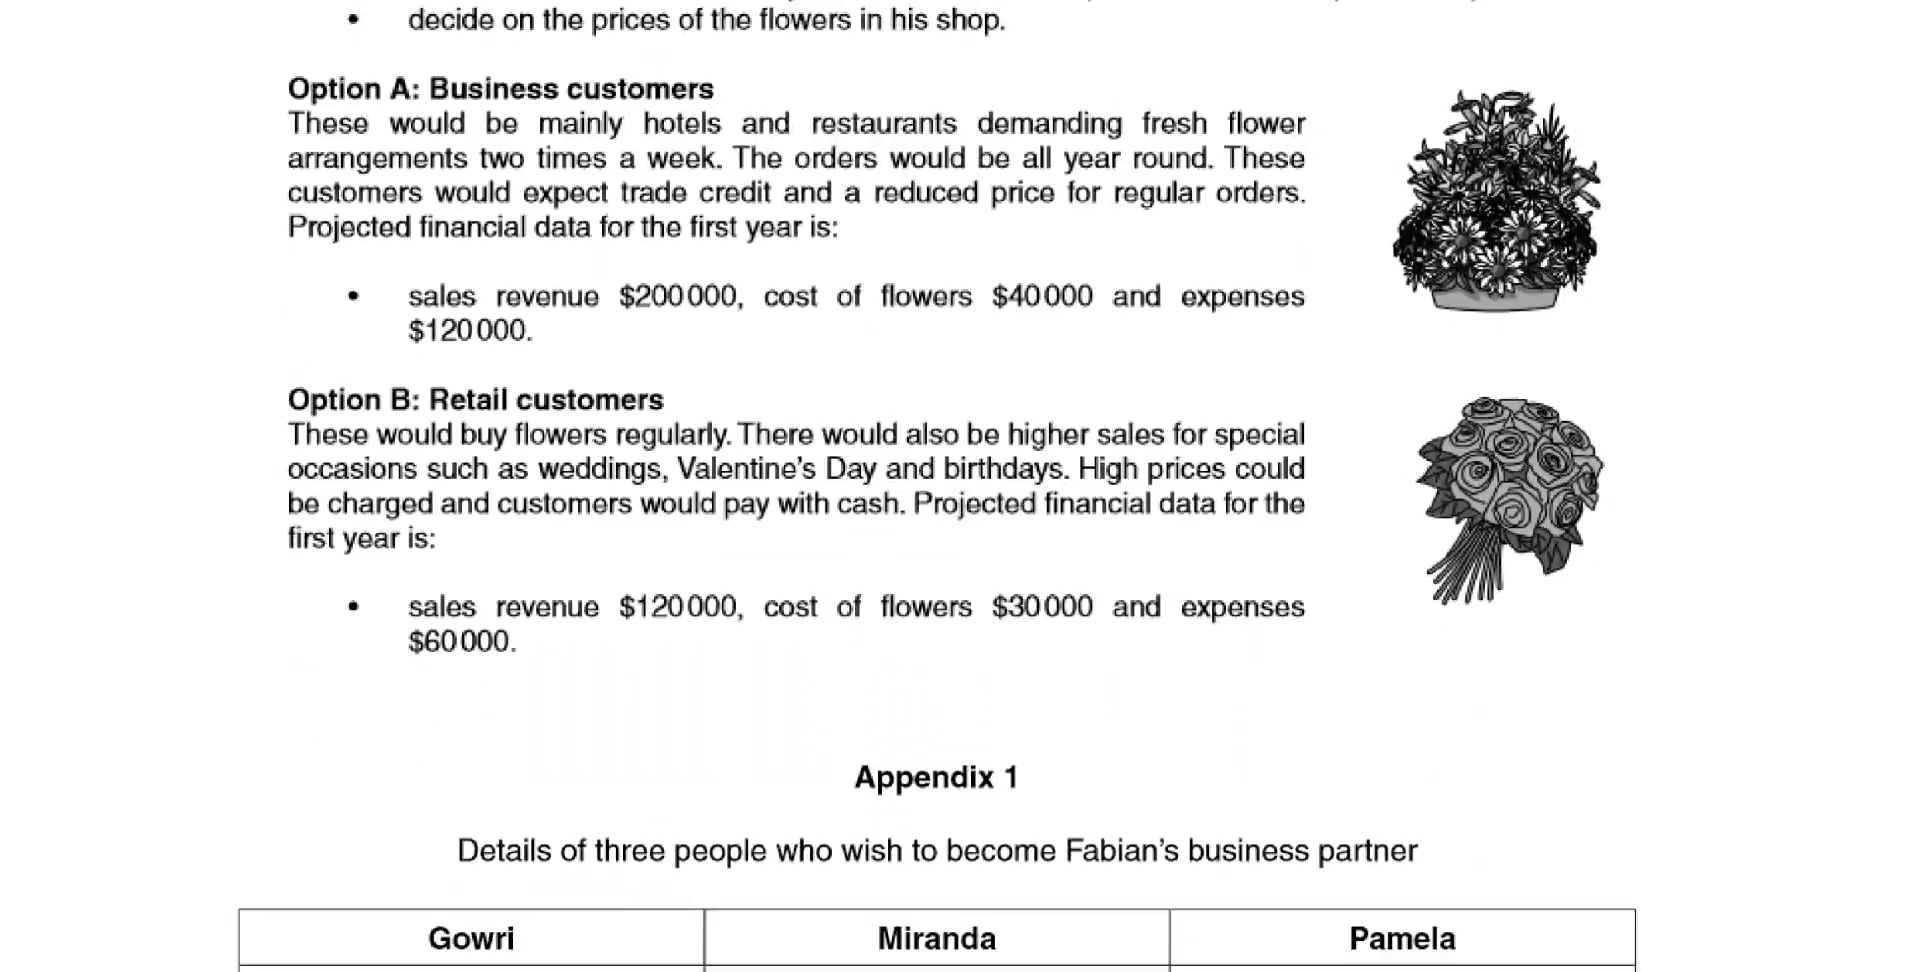 • decide on the prices of the flowers in his shop.
Option A: Business customers
These would be mainly hotels and restaurants demanding fresh flower
arrangements two times a week. The orders would be all year round. These
customers would expect trade credit and a reduced price for regular orders.
Projected financial data for the first year is:
• sales revenue $200 000, cost of flowers $40 000 and expenses
$120 000.
Option B: Retail customers
These would buy flowers regularly. There would also be higher sales for special
occasions such as weddings, Valentine's Day and birthdays. High prices could
be charged and customers would pay with cash. Projected financial data for the
first year is:
• sales revenue $120 000, cost of flowers $30 000 and expenses
$60 000.
Appendix 1
Details of three people who wish to become Fabian's business partner
Gowri Miranda Pamela